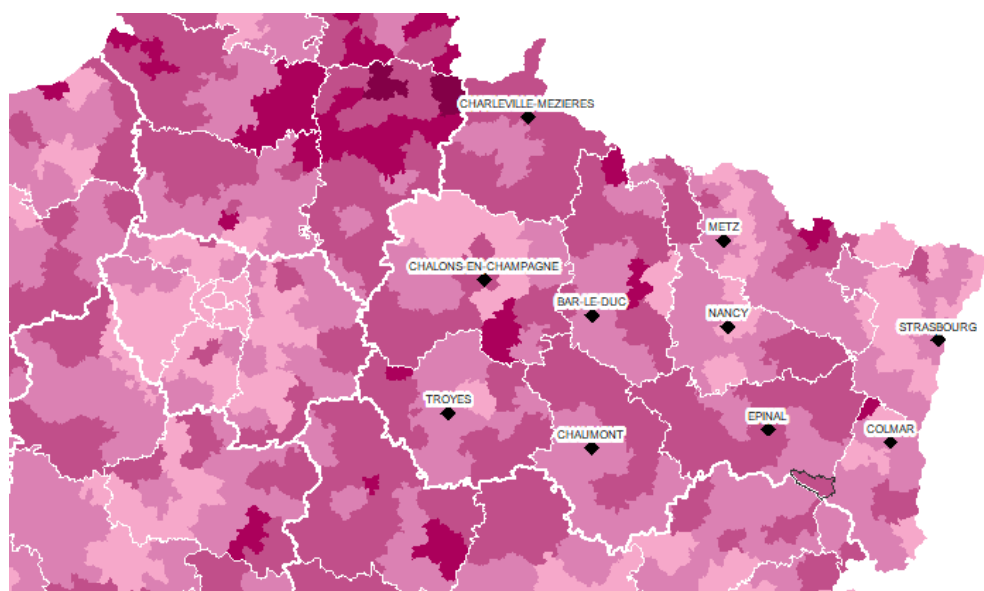 CHARLEVILLE-MEZIERES
METZ
CHALONS-EN-CHAMPAGNE
BAR-LE-DUC
NANCY
STRASBOURG
TROYES
CHAUMONT
EPINAL
COLMAR